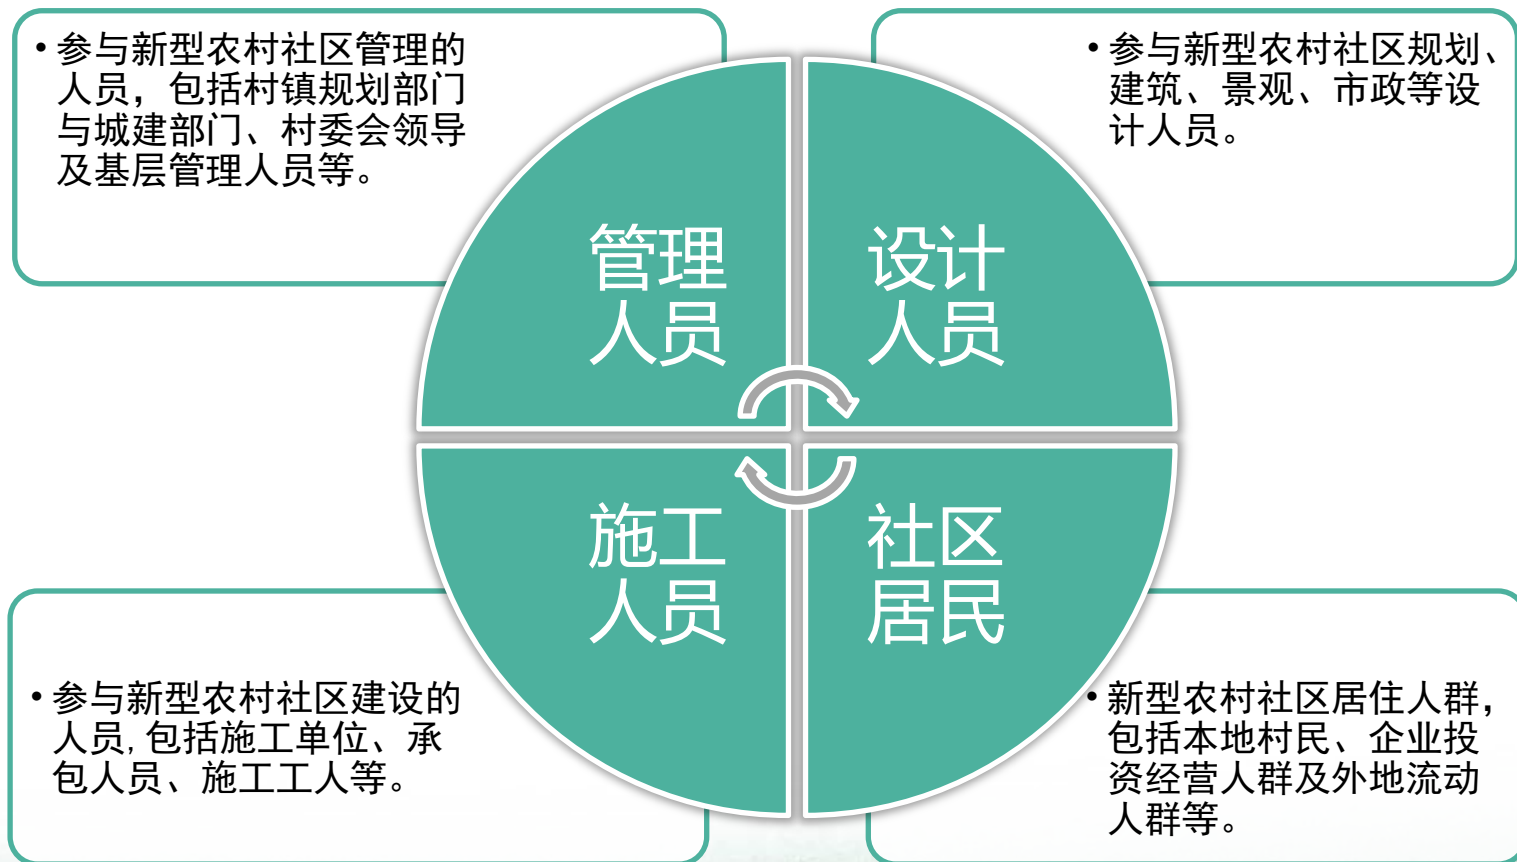 • 参与新型农村社区管理的
人员，包括村镇规划部门
与城建部门、村委会领导
及基层管理人员等。
• 参与新型农村社区规划、
建筑、景观、市政等设
计人员。
管理
人员
设计
人员
施工
人员
社区
居民
• 参与新型农村社区建设的
人员,包括施工单位、承
包人员、施工工人等。
• 新型农村社区居住人群，
包括本地村民、企业投
资经营人群及外地流动
人群等。